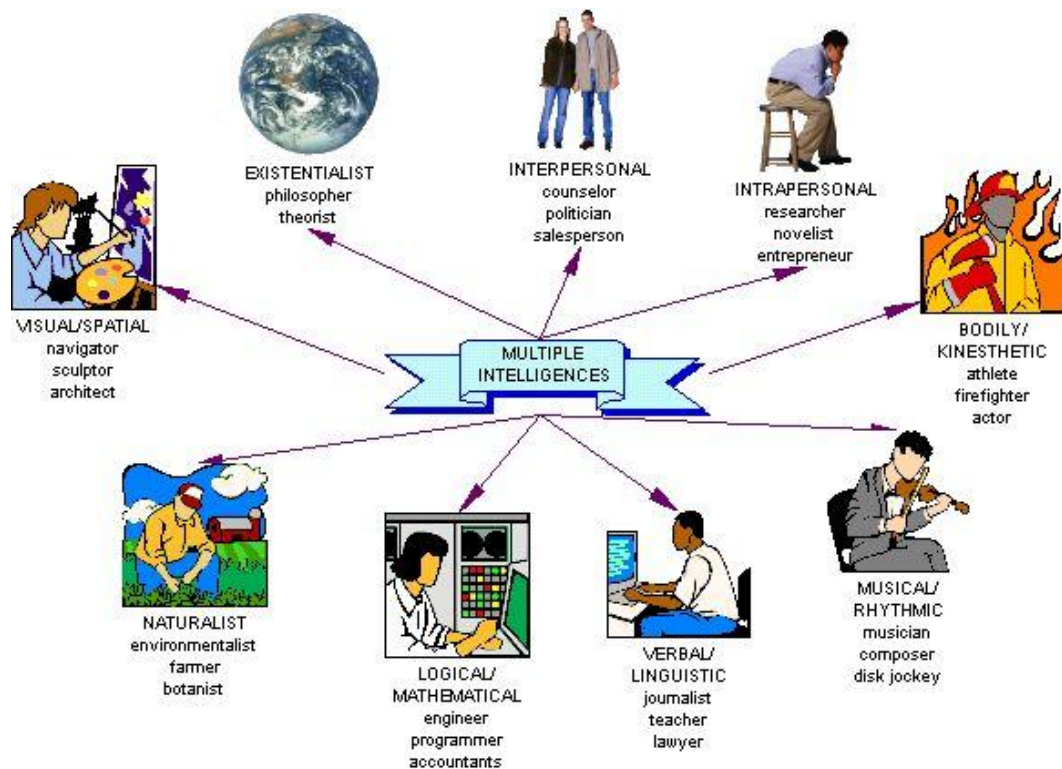 EXISTENTIALIST
philosopher
theorist
INTERPERSONAL
counselor
politician
salesperson
INTRAPERSONAL
researcher
novelist
entrepreneur
VISUAL/SPATIAL
navigator
sculptor
architect
MULTIPLE
INTELLIGENCES
BODILY/
KINESTHETIC
athlete
firefighter
actor
NATURALIST
environmentalist
farmer
botanist
LOGICAL/
MATHEMATICAL
engineer
programmer
accountants
VERBAL/
LINGUISTIC
journalist
teacher
lawyer
MUSICAL/
RHYTHMIC
musician
composer
disk jockey